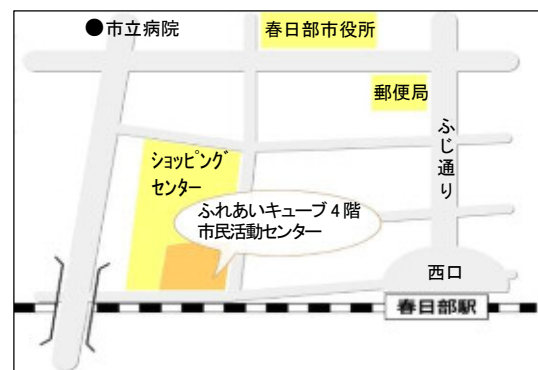 ●市立病院
春日部市役所
郵便局
ふじ通り
ショッピング
センター
ふれあいキューブ4階
市民活動センター
西口
春日部駅